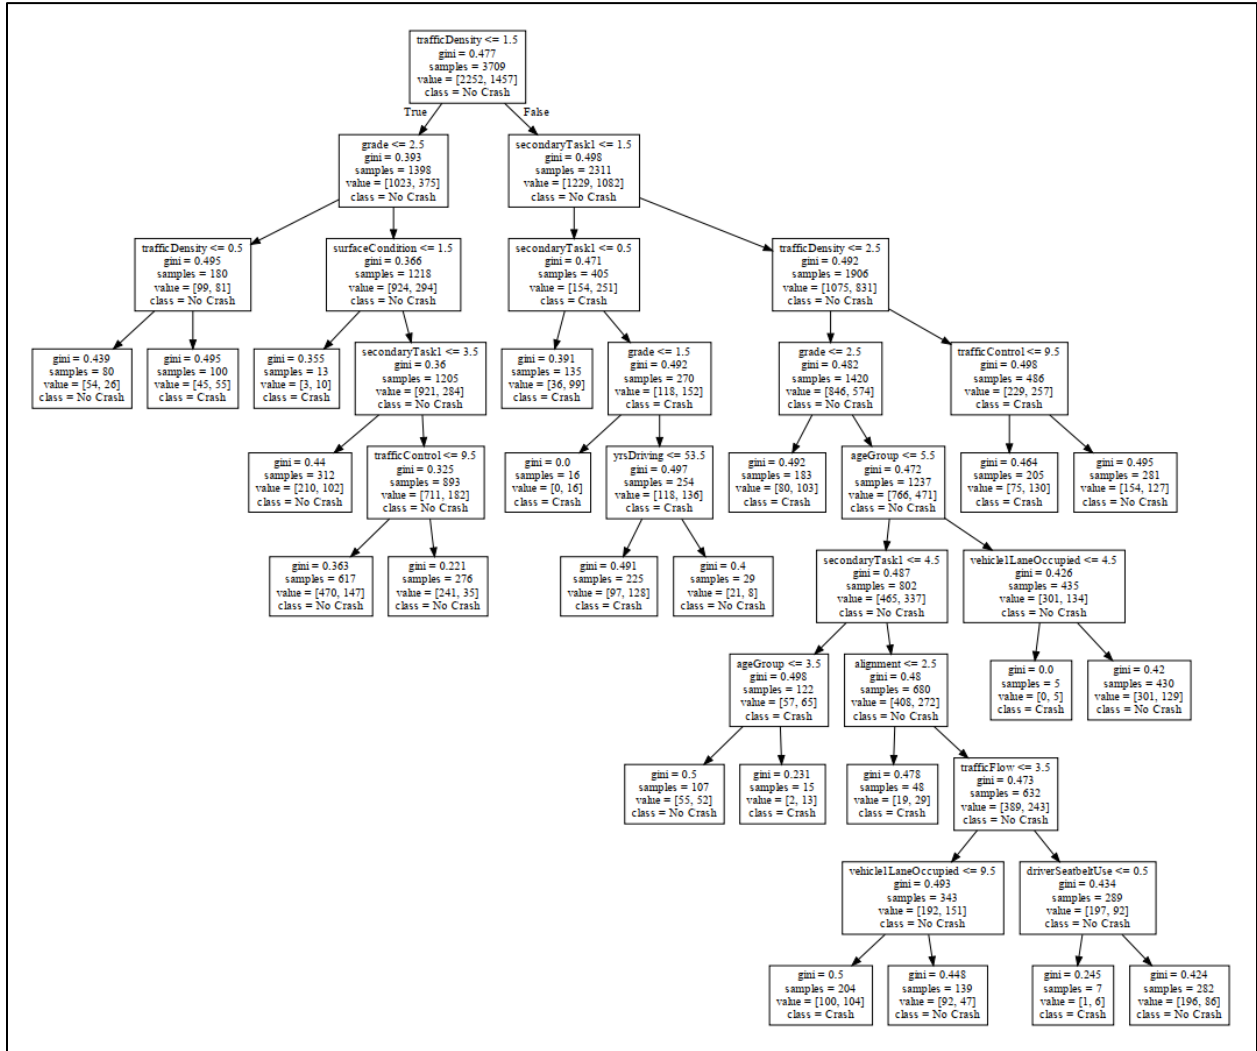 trafficDensity <= 1.5
gini = 0.477
samples = 3709
value = [2252, 1457]
class = No Crash
True
False
grade <= 2.5
gini = 0.393
samples = 1398
value = [1023, 375]
class = No Crash
secondaryTask1 <= 1.5
gini = 0.498
samples = 2311
value = [1229, 1082]
class = No Crash
trafficDensity <= 0.5
gini = 0.495
samples = 180
value = [99, 81]
class = No Crash
surfaceCondition <= 1.5
gini = 0.366
samples = 1218
value = [924, 294]
class = No Crash
secondaryTask1 <= 0.5
gini = 0.471
samples = 405
value = [154, 251]
class = Crash
trafficDensity <= 2.5
gini = 0.492
samples = 1906
value = [1075, 831]
class = No Crash
gini = 0.439
samples = 80
value = [54, 26]
class = No Crash
gini = 0.495
samples = 100
value = [45, 55]
class = Crash
gini = 0.355
samples = 13
value = [3, 10]
class = Crash
secondaryTask1 <= 3.5
gini = 0.36
samples = 1205
value = [921, 284]
class = No Crash
gini = 0.391
samples = 135
value = [36, 99]
class = Crash
grade <= 1.5
gini = 0.492
samples = 270
value = [118, 152]
class = Crash
grade <= 2.5
gini = 0.482
samples = 1420
value = [846, 574]
class = No Crash
trafficControl <= 9.5
gini = 0.498
samples = 486
value = [229, 257]
class = Crash
gini = 0.44
samples = 312
value = [210, 102]
class = No Crash
trafficControl <= 9.5
gini = 0.325
samples = 893
value = [711, 182]
class = No Crash
gini = 0.0
samples = 16
value = [0, 16]
class = Crash
yrsDriving <= 53.5
gini = 0.497
samples = 254
value = [118, 136]
class = Crash
gini = 0.492
samples = 183
value = [80, 103]
class = Crash
ageGroup <= 5.5
gini = 0.472
samples = 1237
value = [766, 471]
class = No Crash
gini = 0.464
samples = 205
value = [75, 130]
class = Crash
gini = 0.495
samples = 281
value = [154, 127]
class = No Crash
gini = 0.363
samples = 617
value = [470, 147]
class = No Crash
gini = 0.221
samples = 276
value = [241, 35]
class = No Crash
gini = 0.491
samples = 225
value = [97, 128]
class = Crash
gini = 0.4
samples = 29
value = [21, 8]
class = No Crash
secondaryTask1 <= 4.5
gini = 0.487
samples = 802
value = [465, 337]
class = No Crash
vehicle1LaneOccupied <= 4.5
gini = 0.426
samples = 435
value = [301, 134]
class = No Crash
ageGroup <= 3.5
gini = 0.498
samples = 122
value = [57, 65]
class = Crash
alignment <= 2.5
gini = 0.48
samples = 680
value = [408, 272]
class = No Crash
gini = 0.0
samples = 5
value = [0, 5]
class = Crash
gini = 0.42
samples = 430
value = [301, 129]
class = No Crash
gini = 0.5
samples = 107
value = [55, 52]
class = No Crash
gini = 0.231
samples = 15
value = [2, 13]
class = Crash
gini = 0.478
samples = 48
value = [19, 29]
class = Crash
trafficFlow <= 3.5
gini = 0.473
samples = 632
value = [389, 243]
class = No Crash
vehicle1LaneOccupied <= 9.5
gini = 0.493
samples = 343
value = [192, 151]
class = No Crash
driverSeatbeltUse <= 0.5
gini = 0.434
samples = 289
value = [197, 92]
class = No Crash
gini = 0.5
samples = 204
value = [100, 104]
class = Crash
gini = 0.448
samples = 139
value = [92, 47]
class = No Crash
gini = 0.245
samples = 7
value = [1, 6]
class = Crash
gini = 0.424
samples = 282
value = [196, 86]
class = No Crash